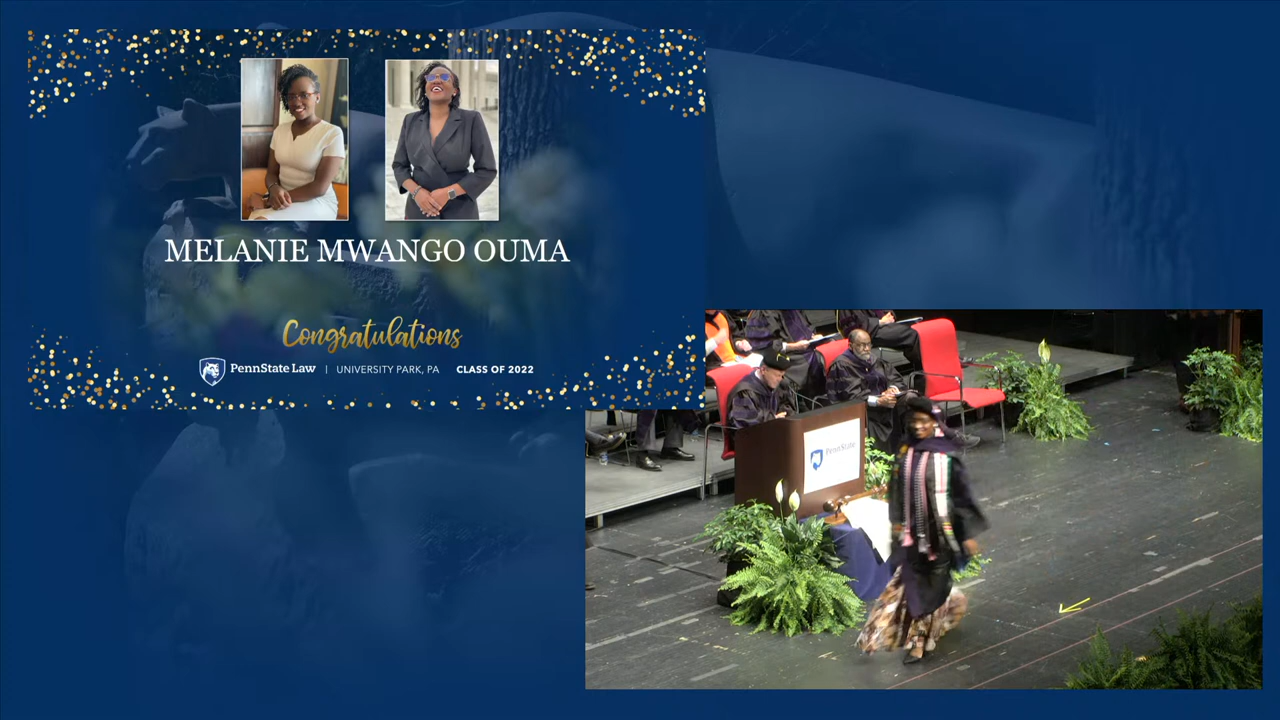 MELANIE MWANGO OUMA
Congratulations
PennState Law | UNIVERSITY PARK, PA CLASS OF 2022
PennState